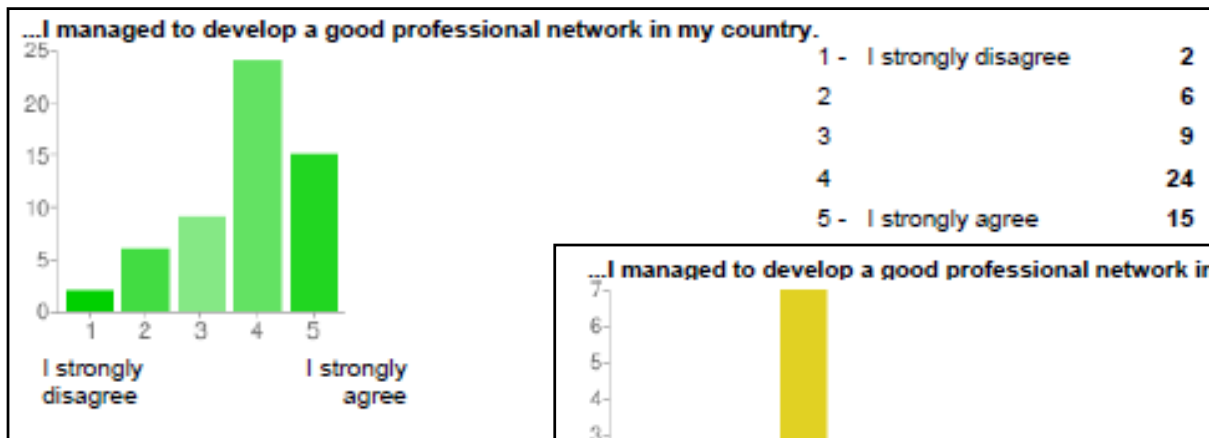 ...I managed to develop a good professional network in my country.
25
20
15
10
5
0
1 2 3 4 5
I strongly disagree
I strongly agree
1 - I strongly disagree 2
2 6
3 9
4 24
5 - I strongly agree 15
...I managed to develop a good professional network in
7
6
5
4
3